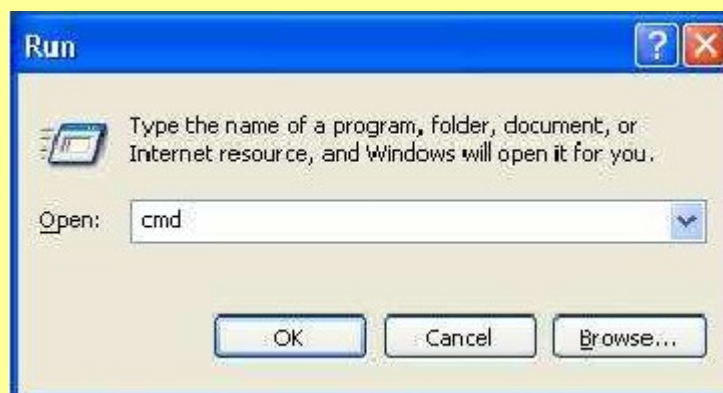 Run
Type the name of a program, folder, document, or
Internet resource, and Windows will open it for you.
Open: cmd
OK Cancel Browse...